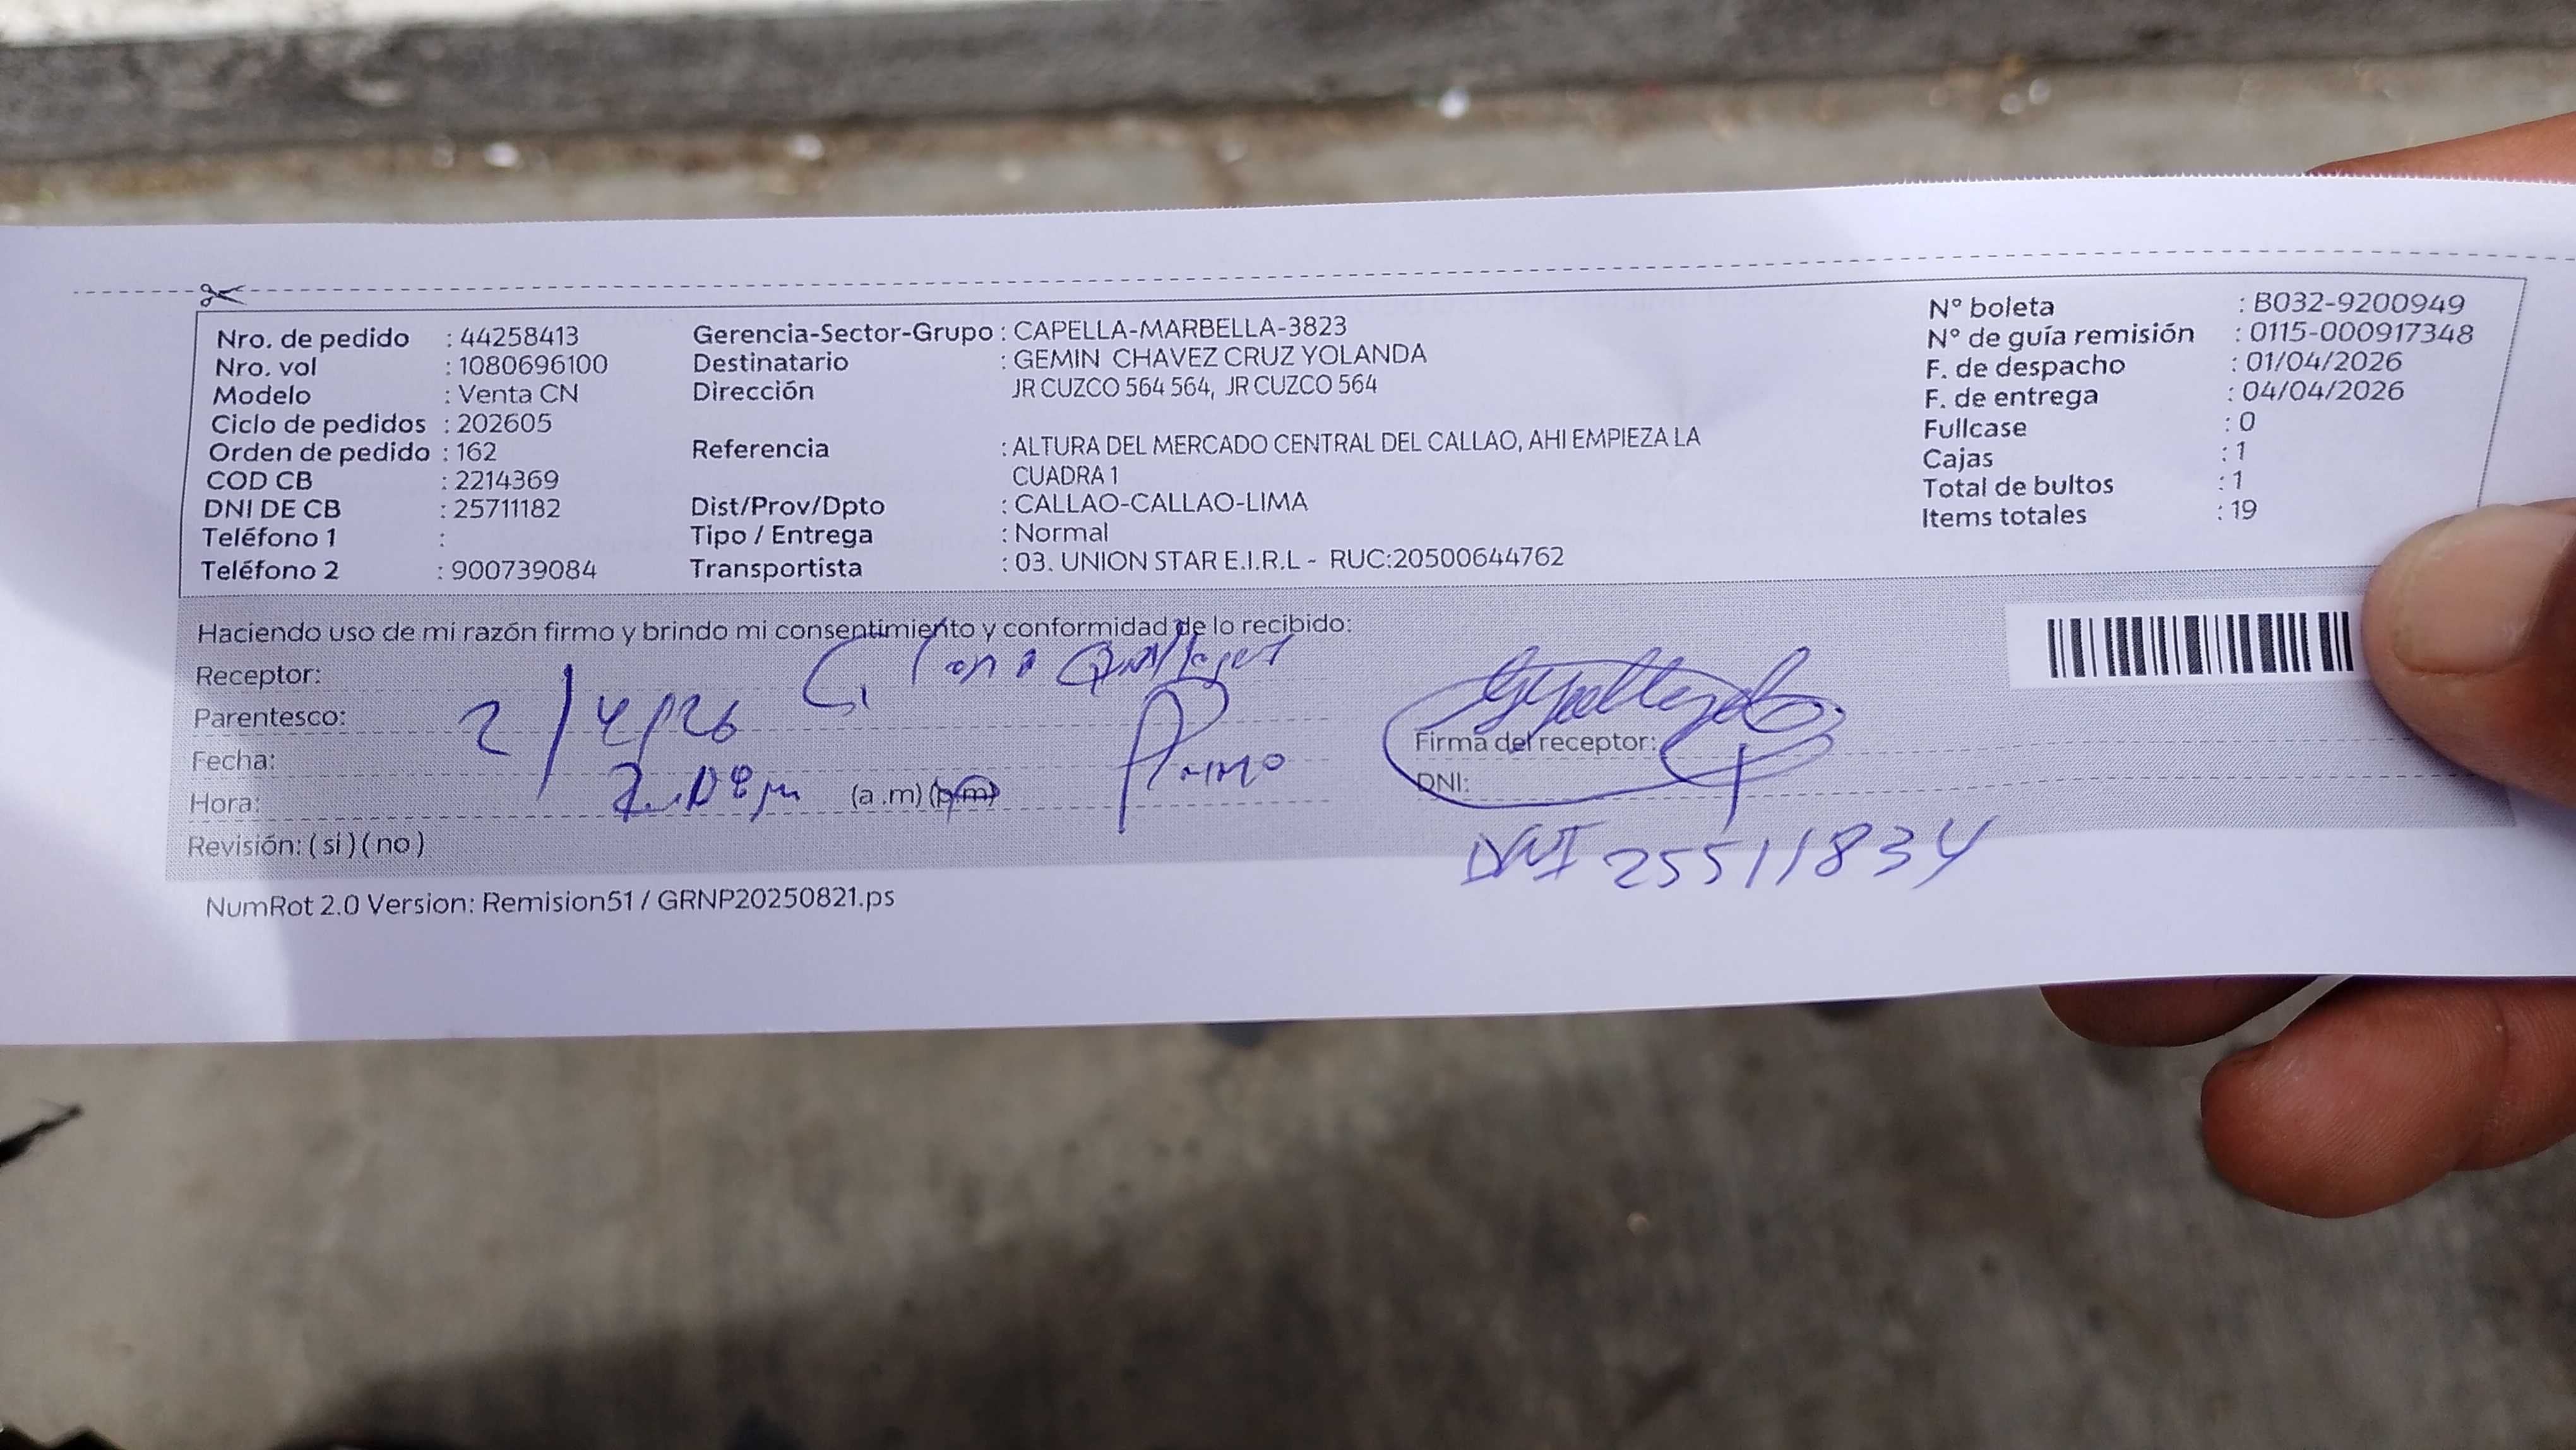 Nro. de pedido : 44258413
Nro. vol : 1080696100
Modelo : Venta CN
Ciclo de pedidos : 202605
Orden de pedido : 162
COD CB : 2214369
DNI DE CB : 25711182
Teléfono 1 :
Teléfono 2 : 900739084
Gerencia-Sector-Grupo : CAPELLA-MARBELLA-3823
Destinatario : GEMIN CHAVEZ CRUZ YOLANDA
Dirección JR CUZCO 564 564, JR CUZCO 564
Referencia : ALTURA DEL MERCADO CENTRAL DEL CALLAO, AHI EMPIEZA LA
CUADRA 1
Dist/Prov/Dpto : CALLAO-CALLAO-LIMA
Tipo / Entrega : Normal
Transportista : 03. UNION STAR E.I.R.L - RUC:20500644762
N° boleta : B032-9200949
N° de guía remisión : 0115-000917348
F. de despacho : 01/04/2026
F. de entrega : 04/04/2026
Fullcase : 0
Cajas : 1
Total de bultos : 1
Items totales : 19
Haciendo uso de mi razón firmo y brindo mi consentimiento y conformidad de lo recibido:
Receptor:
Parentesco: Primo
Fecha: 2/4/26
Hora: (a .m) (p.m)
Revisión: ( si ) ( no )
Firma del receptor:
DNI:
DNI 25511834
NumRot 2.0 Version: Remision51 / GRNP20250821.ps